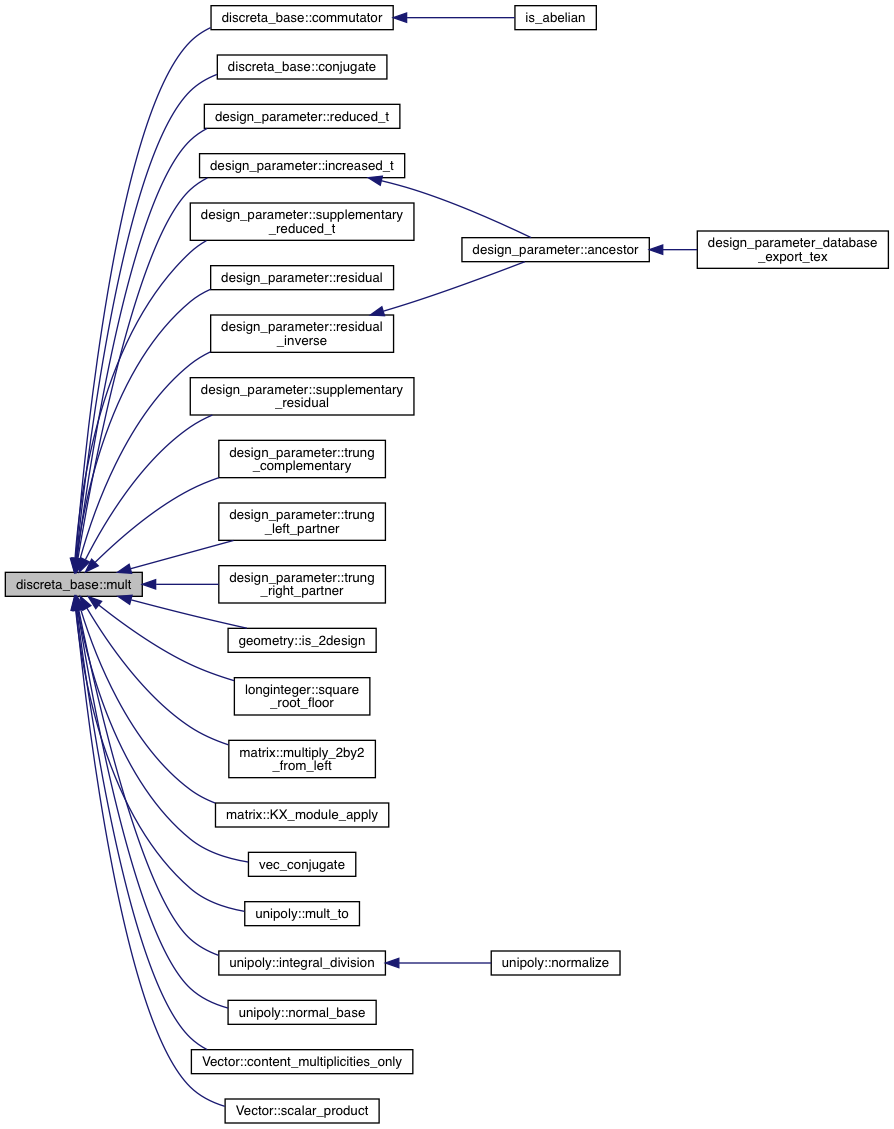 discreta_base::commutator
is_abelian
discreta_base::conjugate
design_parameter::reduced_t
design_parameter::increased_t
design_parameter::supplementary
_reduced_t
design_parameter::ancestor
design_parameter_database
_export_tex
design_parameter::residual
design_parameter::residual
_inverse
design_parameter::supplementary
_residual
design_parameter::trung
_complementary
design_parameter::trung
_left_partner
discreta_base::mult
design_parameter::trung
_right_partner
geometry::is_2design
longinteger::square
_root_floor
matrix::multiply_2by2
_from_left
matrix::KX_module_apply
vec_conjugate
unipoly::mult_to
unipoly::integral_division
unipoly::normalize
unipoly::normal_base
Vector::content_multiplicities_only
Vector::scalar_product